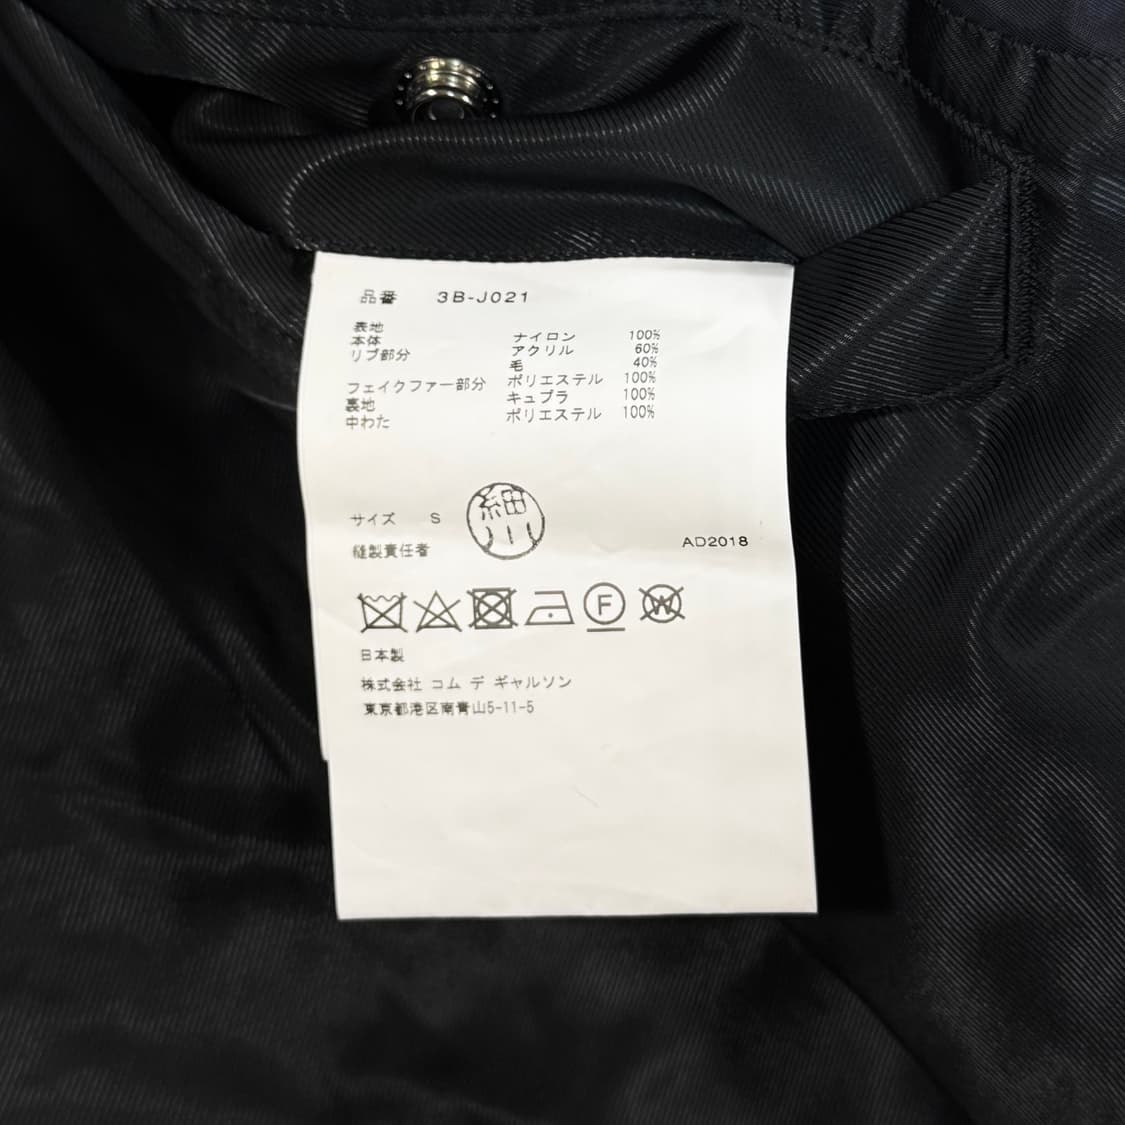 品番 3B-J021
表地
本体 ナイロン 100%
リブ部分 アクリル 60%
毛 40%
フェイクファー部分 ポリエステル 100%
裏地 キュプラ 100%
中わた ポリエステル 100%
サイズ S
細川
縫製責任者
AD2018
F
W
日本製
株式会社 コム デ ギャルソン
東京都港区南青山5-11-5